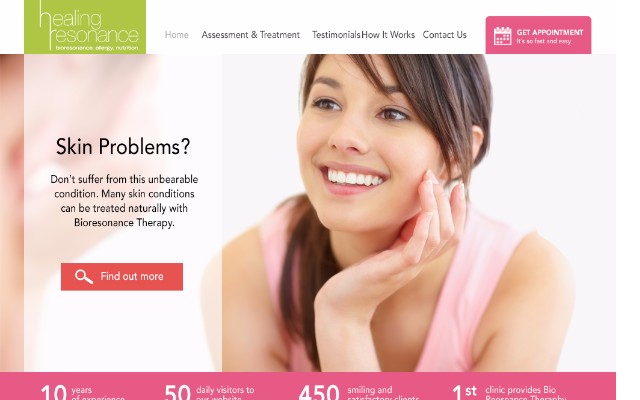 healing
resonance
bioresonance. allergy. nutrition
Home Assessment & Treatment Testimonials How It Works Contact Us
GET APPOINTMENT
It's so fast and easy
Skin Problems?
Don't suffer from this unbearable
condition. Many skin conditions
can be treated naturally with
Bioresonance Therapy.
Find out more
10 years
of experience
50 daily visitors to
our website
450 smiling and
satisfactory clients
1st clinic provides Bio